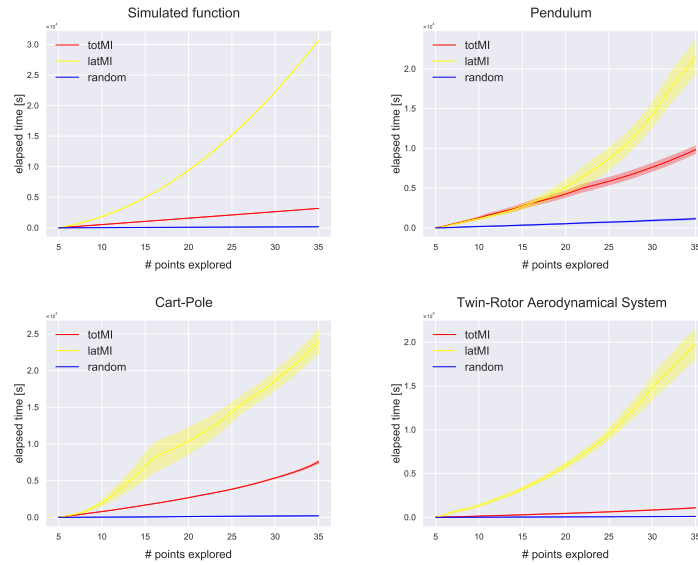 Simulated function
totMI
latMI
random
elapsed time [s]
3.0
2.5
2.0
1.5
1.0
0.5
0.0
5 10 15 20 25 30 35
# points explored
Pendulum
totMI
latMI
random
elapsed time [s]
2.0
1.5
1.0
0.5
0.0
5 10 15 20 25 30 35
# points explored
Cart-Pole
totMI
latMI
random
elapsed time [s]
2.5
2.0
1.5
1.0
0.5
0.0
5 10 15 20 25 30 35
# points explored
Twin-Rotor Aerodynamical System
totMI
latMI
random
elapsed time [s]
2.0
1.5
1.0
0.5
0.0
5 10 15 20 25 30 35
# points explored